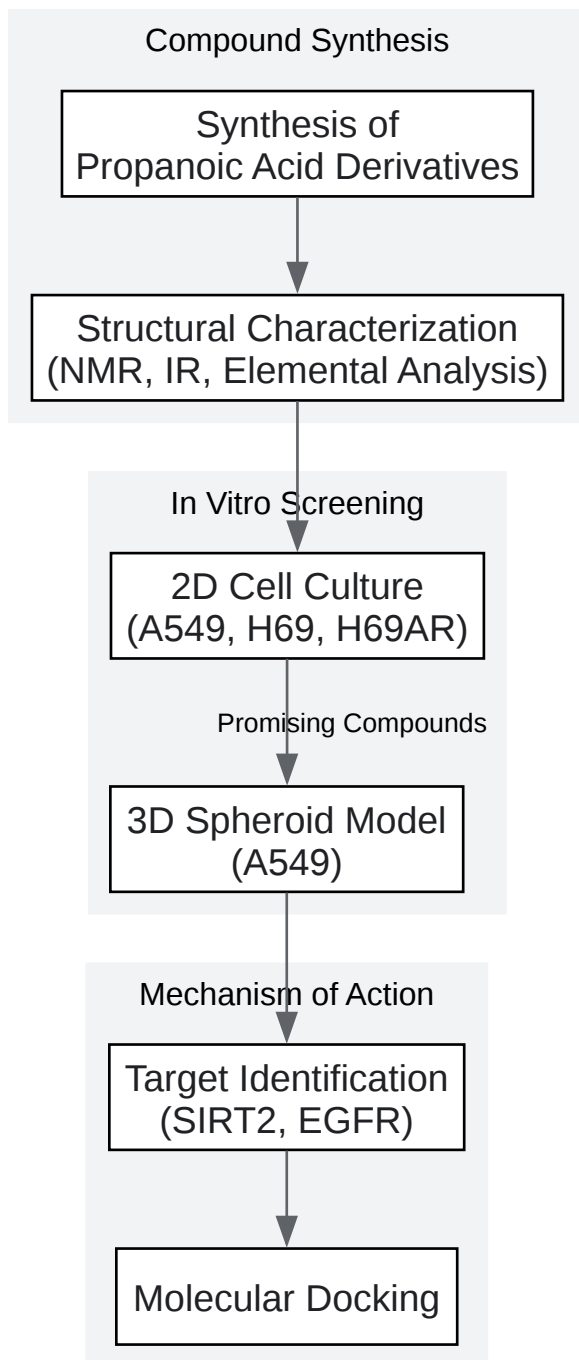 Compound Synthesis
Synthesis of
Propanoic Acid Derivatives
Structural Characterization
(NMR, IR, Elemental Analysis)
In Vitro Screening
2D Cell Culture
(A549, H69, H69AR)
Promising Compounds
3D Spheroid Model
(A549)
Mechanism of Action
Target Identification
(SIRT2, EGFR)
Molecular Docking